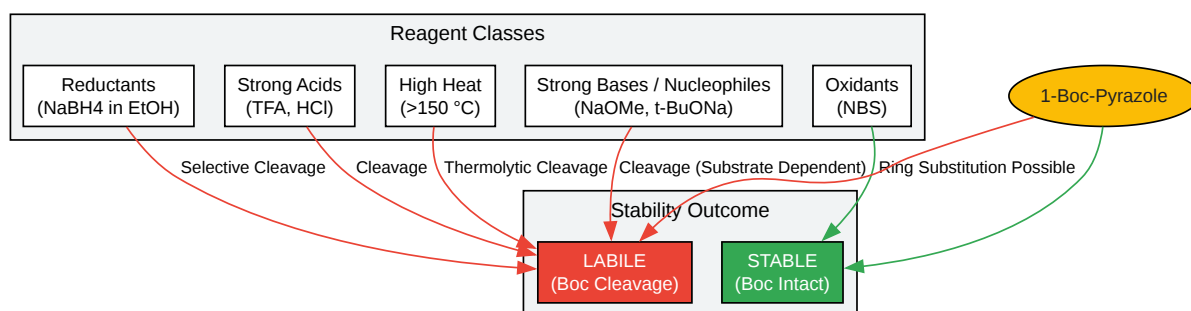 Reagent Classes
Reductants
(NaBH4 in EtOH)
Strong Acids
(TFA, HCl)
High Heat
(>150 °C)
Strong Bases / Nucleophiles
(NaOMe, t-BuONa)
Oxidants
(NBS)
1-Boc-Pyrazole
Selective Cleavage
Cleavage
Thermolytic Cleavage
Cleavage (Substrate Dependent)
Ring Substitution Possible
Stability Outcome
LABILE
(Boc Cleavage)
STABLE
(Boc Intact)